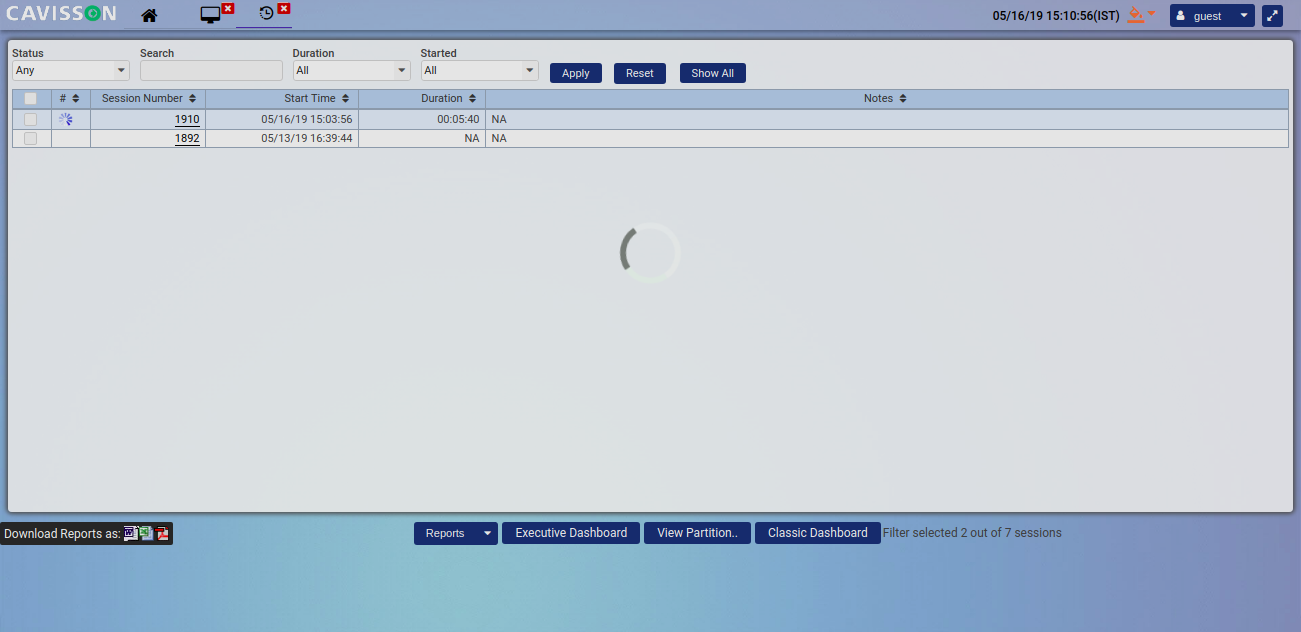 CAVISSON
05/16/19 15:10:56(IST)
guest
Status Search Duration Started
Any All All Apply Reset Show All
# Session Number Start Time Duration Notes
1910 05/16/19 15:03:56 00:05:40 NA
1892 05/13/19 16:39:44 NA NA
Download Reports as:
Reports Executive Dashboard View Partition.. Classic Dashboard Filter selected 2 out of 7 sessions